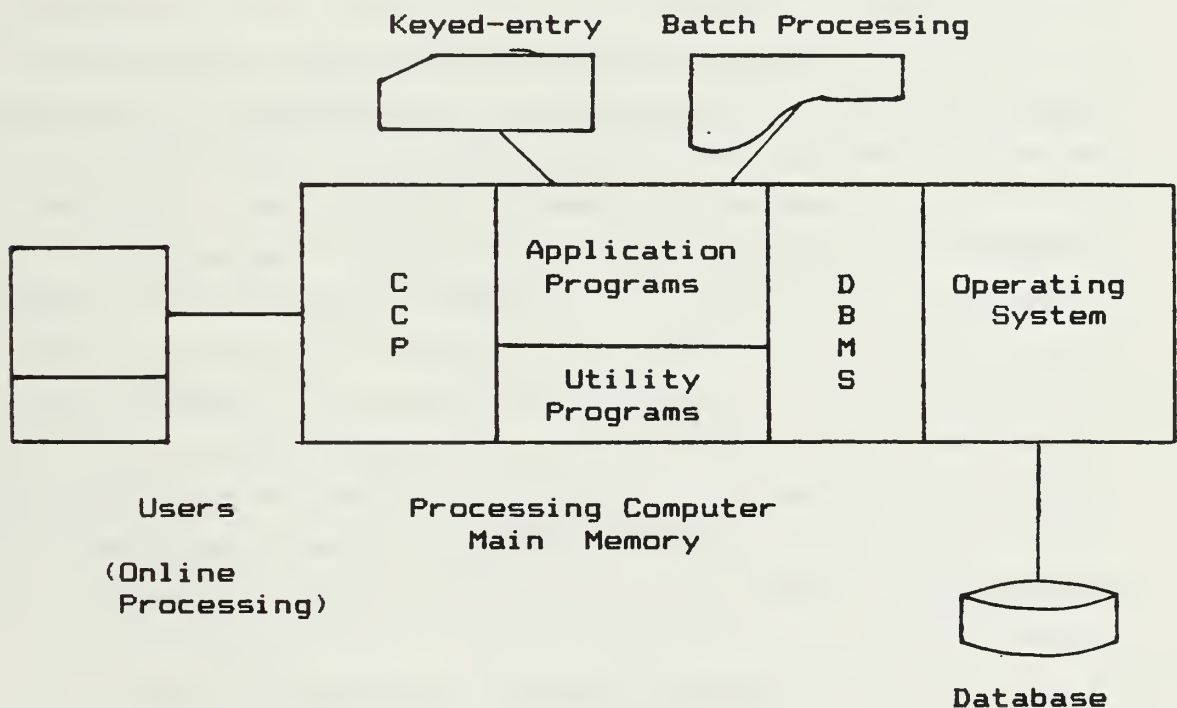 Keyed-entry
Batch Processing
C
C
P
Application
Programs
Utility
Programs
D
B
M
S
Operating
System
Users
(Online
Processing)
Processing Computer
Main Memory
Database